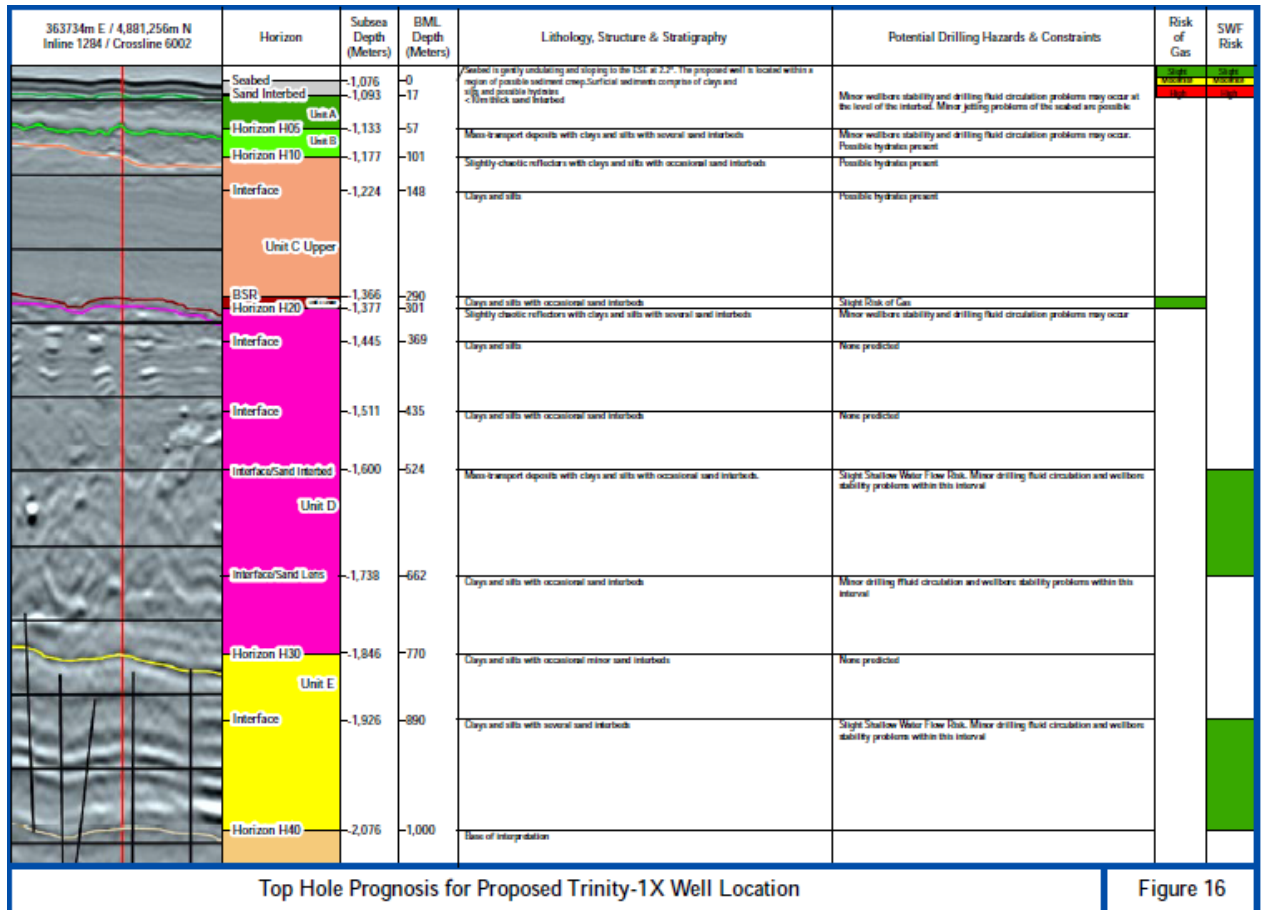 363734m E / 4,881,256m N
Inline 1284 / Crossline 6002
Horizon
Subsea
Depth
(Meters)
BML
Depth
(Meters)
Lithology, Structure & Stratigraphy
Potential Drilling Hazards & Constraints
Risk
of
Gas
SWF
Risk
Seabed
-1,076
0
Seabed is gently undulating and sloping to the ESE at 2.2°. The proposed well is located within a
region of possible sediment creep.Surficial sediments comprise of clays and
silts and possible hydrates
<10m thick sand Interbed
Slight
Slight
Moderate
Moderate
High
High
Sand Interbed
-1,093
17
Minor wellbore stability and drilling fluid circulation problems may occur at
the level of the interbed. Minor jetting problems of the seabed are possible
Unit A
Horizon H05
-1,133
57
Mass-transport deposits with clays and silts with several sand interbeds
Minor wellbore stability and drilling fluid circulation problems may occur.
Possible hydrates present
Unit B
Horizon H10
-1,177
101
Slightly-chaotic reflectors with clays and silts with occasional sand interbeds
Possible hydrates present
Interface
-1,224
148
Clays and silts
Possible hydrates present
Unit C Upper
BSR
-1,366
290
Clays and silts with occasional sand interbeds
Slight Risk of Gas
Horizon H20
-1,377
301
Slightly chaotic reflectors with clays and silts with several sand interbeds
Minor wellbore stability and drilling fluid circulation problems may occur
Interface
-1,445
369
Clays and silts
None predicted
Interface
-1,511
435
Clays and silts with occasional sand interbeds
None predicted
Interface/Sand Interbed
-1,600
524
Mass-transport deposits with clays and silts with occasional sand interbeds.
Slight Shallow Water Flow Risk. Minor drilling fluid circulation and wellbore
stability problems within this interval
Unit D
Interface/Sand Lens
-1,738
662
Clays and silts with occasional sand interbeds
Minor drilling ffluid circulation and wellbore stability problems within this
interval
Horizon H30
-1,846
770
Clays and silts with occasional minor sand interbeds
None predicted
Unit E
Interface
-1,926
890
Clays and silts with several sand interbeds
Slight Shallow Water Flow Risk. Minor drilling fluid circulation and wellbore
stability problems within this interval
Horizon H40
-2,076
1,000
Base of interpretation
Top Hole Prognosis for Proposed Trinity-1X Well Location
Figure 16